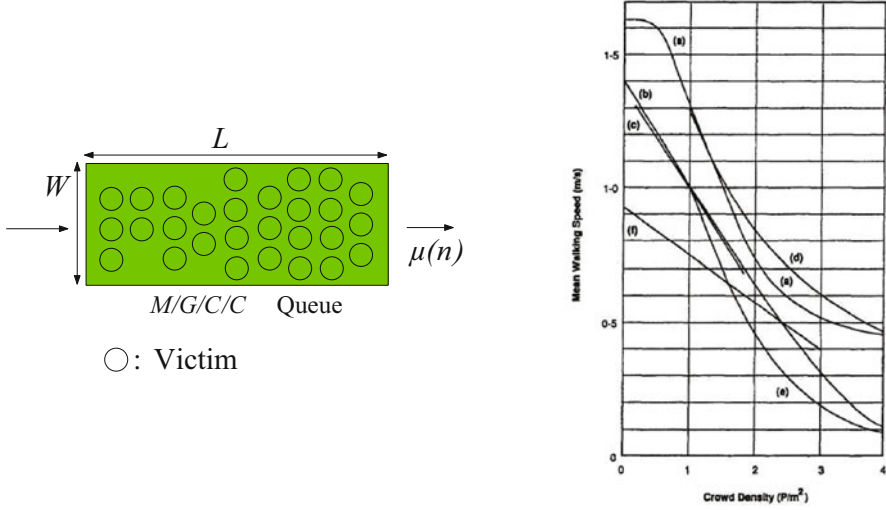 L
W
μ(n)
M/G/C/C Queue
: Victim
Mean Walking Speed (m/s)
1·5
1·0
0·5
0
(a)
(b)
(c)
(f)
(d)
(a)
(e)
0 1 2 3 4
Crowd Density (P/m²)